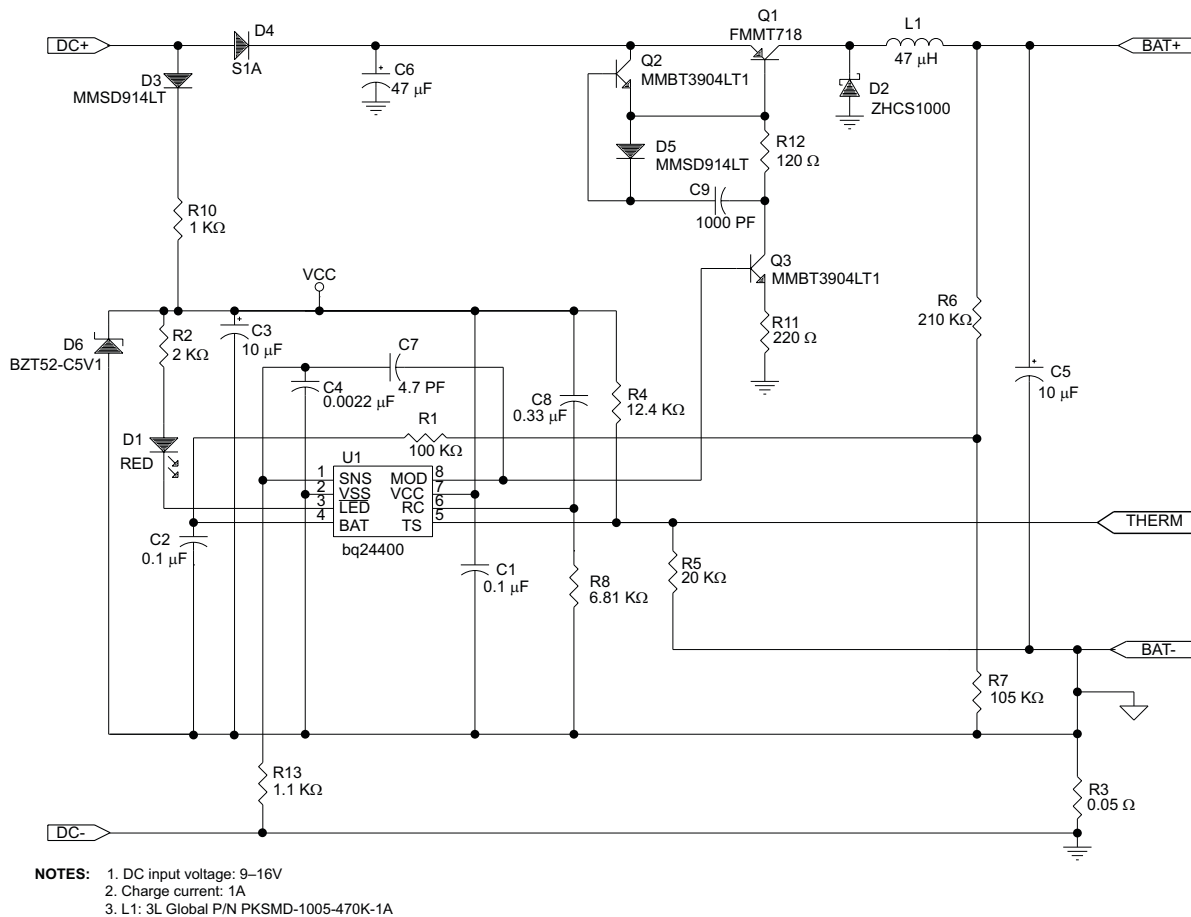 DC+
D4
S1A
D3
MMSD914LT
+
C6
47 μF
Q1
FMMT718
Q2
MMBT3904LT1
L1
47 μH
BAT+
D2
ZHCS1000
D5
MMSD914LT
R12
120 Ω
C9
1000 PF
R10
1 KΩ
Q3
MMBT3904LT1
VCC
R11
220 Ω
R6
210 KΩ
D6
BZT52-C5V1
R2
2 KΩ
+
C3
10 μF
C7
4.7 PF
C4
0.0022 μF
C8
0.33 μF
R4
12.4 KΩ
+
C5
10 μF
R1
100 KΩ
D1
RED
U1
1 SNS MOD 8
2 VSS VCC 7
3 LED RC 6
4 BAT TS 5
bq24400
THERM
C2
0.1 μF
C1
0.1 μF
R8
6.81 KΩ
R5
20 KΩ
BAT-
R7
105 KΩ
R13
1.1 KΩ
R3
0.05 Ω
DC-
NOTES: 1. DC input voltage: 9–16V
2. Charge current: 1A
3. L1: 3L Global P/N PKSMD-1005-470K-1A